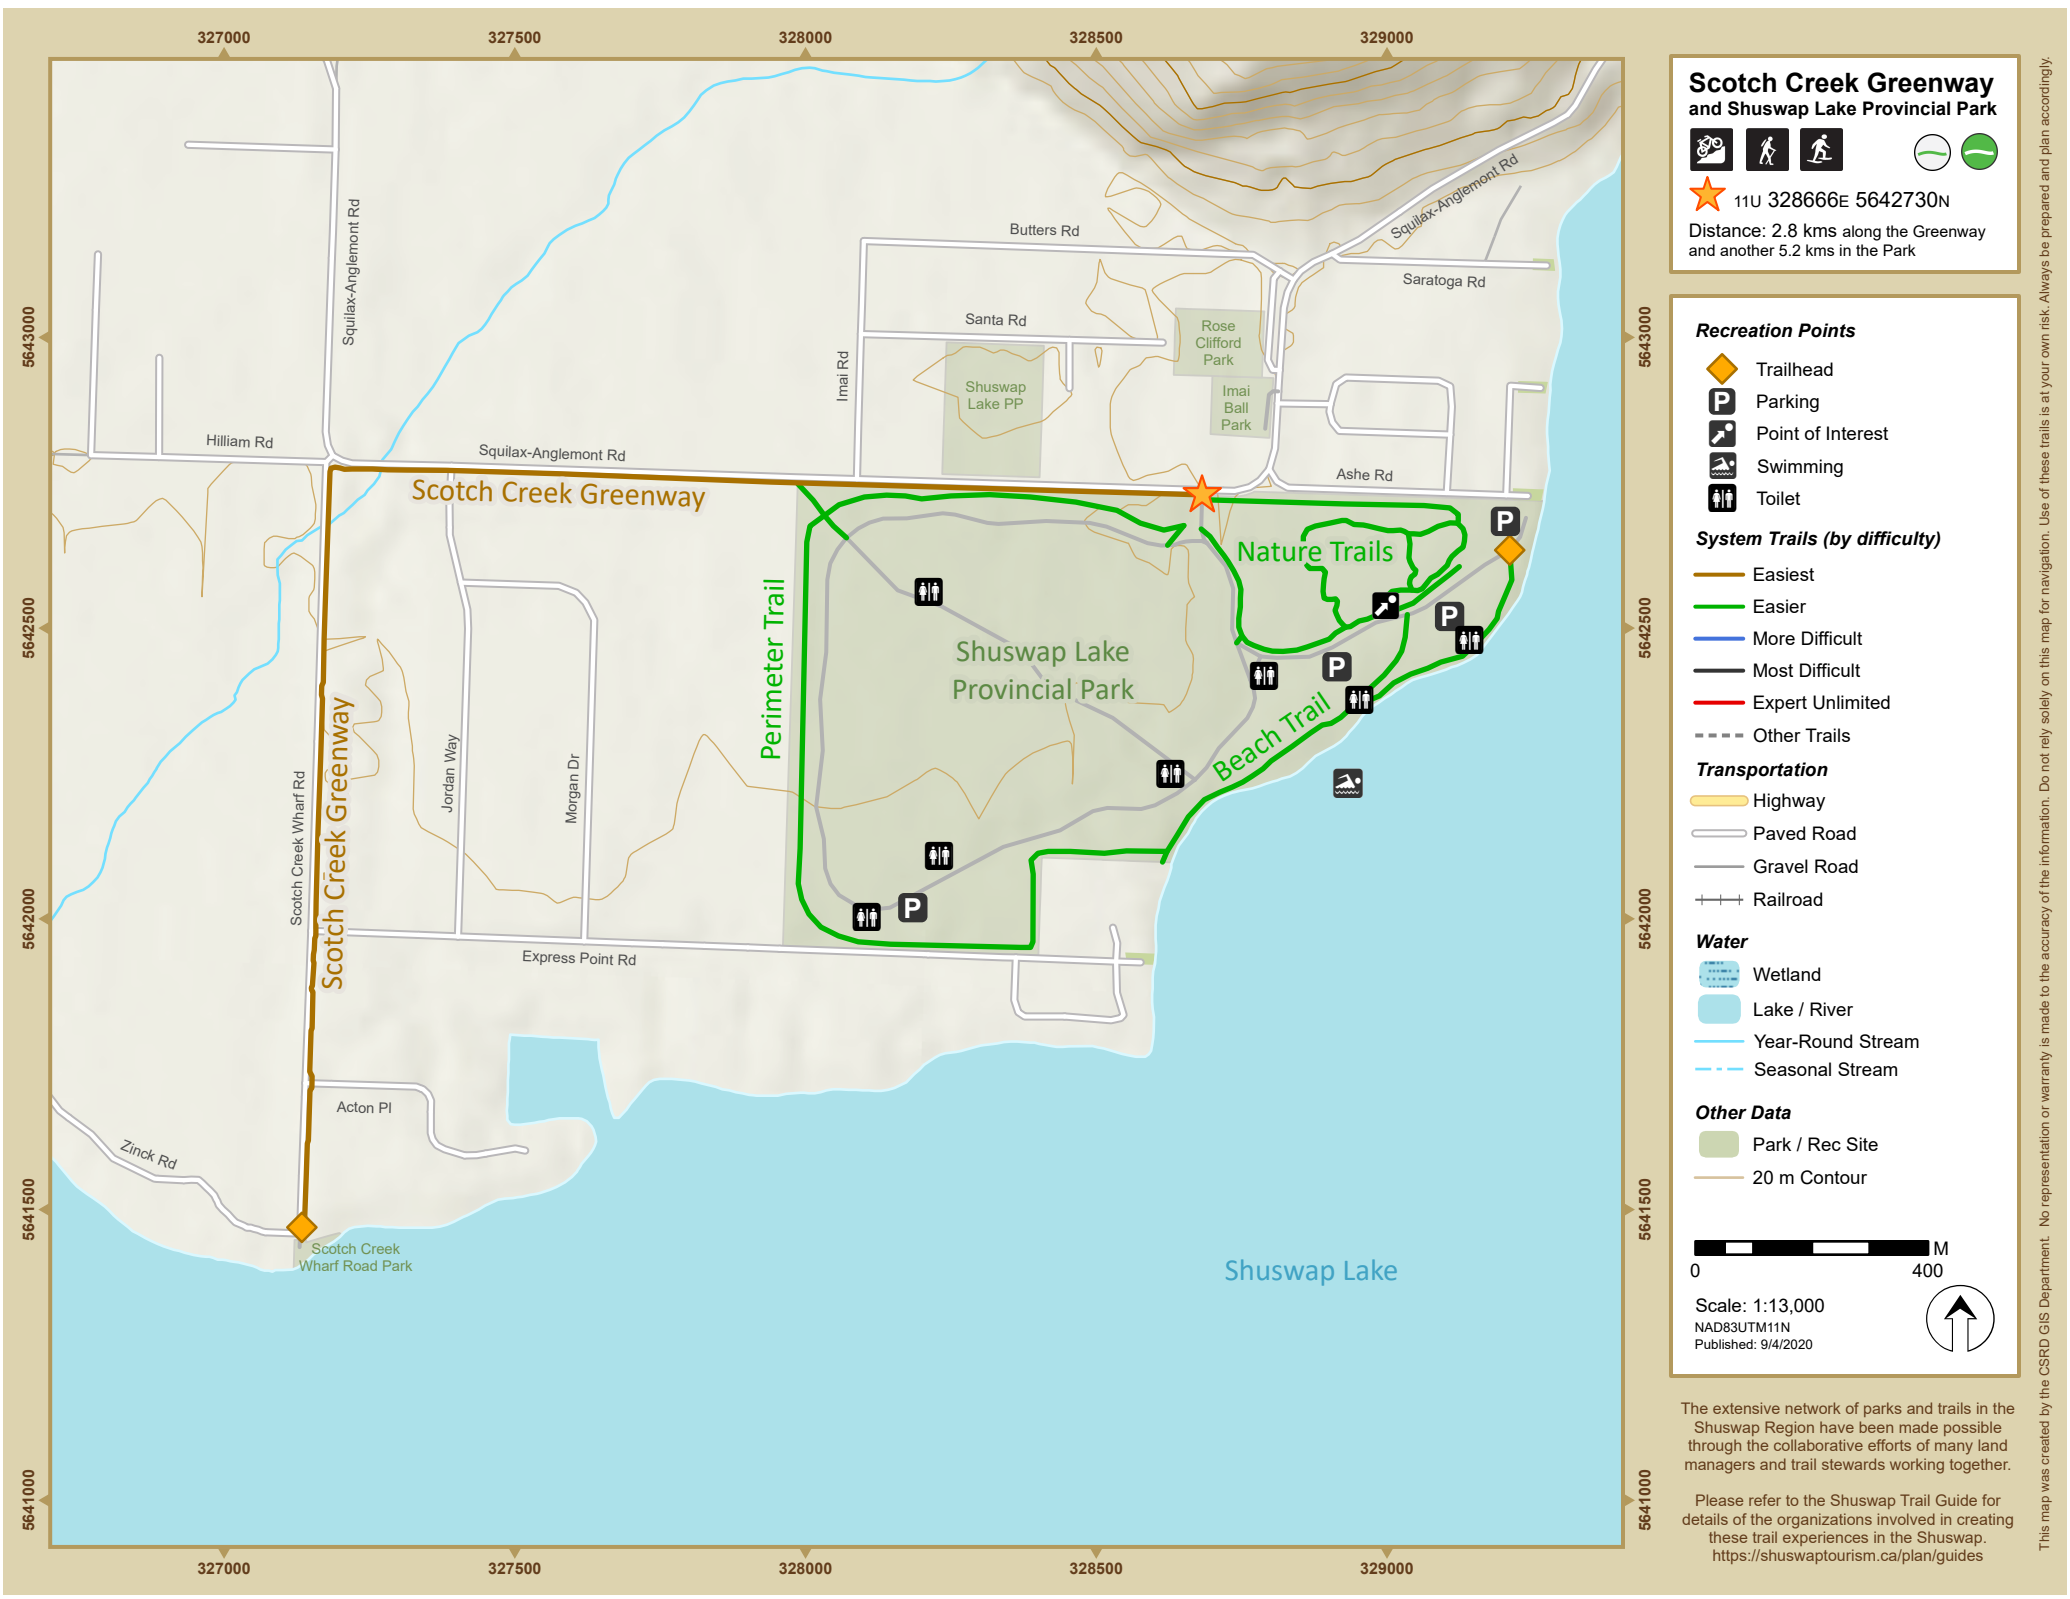 327000
327500
328000
328500
329000
5643000
5642500
5642000
5641500
5641000
5643000
5642500
5642000
5641500
5641000
327000
327500
328000
328500
329000
Squilax-Anglemont Rd
Squilax-Anglemont Rd
Butters Rd
Saratoga Rd
Santa Rd
Imai Rd
Rose
Clifford
Park
Imai
Ball
Park
Shuswap
Lake PP
Hilliam Rd
Squilax-Anglemont Rd
Ashe Rd
Scotch Creek Greenway
Nature Trails
P
P
P
P
Perimeter Trail
Shuswap Lake
Provincial Park
Beach Trail
Scotch Creek Wharf Rd
Scotch Creek Greenway
Jordan Way
Morgan Dr
Express Point Rd
Acton Pl
Zinck Rd
Scotch Creek
Wharf Road Park
Shuswap Lake
Scotch Creek Greenway
and Shuswap Lake Provincial Park
11U 328666E 5642730N
Distance: 2.8 kms along the Greenway
and another 5.2 kms in the Park
Recreation Points
Trailhead
P Parking
Point of Interest
Swimming
Toilet
System Trails (by difficulty)
Easiest
Easier
More Difficult
Most Difficult
Expert Unlimited
Other Trails
Transportation
Highway
Paved Road
Gravel Road
Railroad
Water
Wetland
Lake / River
Year-Round Stream
Seasonal Stream
Other Data
Park / Rec Site
20 m Contour
M
0 400
Scale: 1:13,000
NAD83UTM11N
Published: 9/4/2020
The extensive network of parks and trails in the
Shuswap Region have been made possible
through the collaborative efforts of many land
managers and trail stewards working together.
Please refer to the Shuswap Trail Guide for
details of the organizations involved in creating
these trail experiences in the Shuswap.
https://shuswaptourism.ca/plan/guides
This map was created by the CSRD GIS Department. No representation or warranty is made to the accuracy of the information. Do not rely solely on this map for navigation. Use of these trails is at your own risk. Always be prepared and plan accordingly.